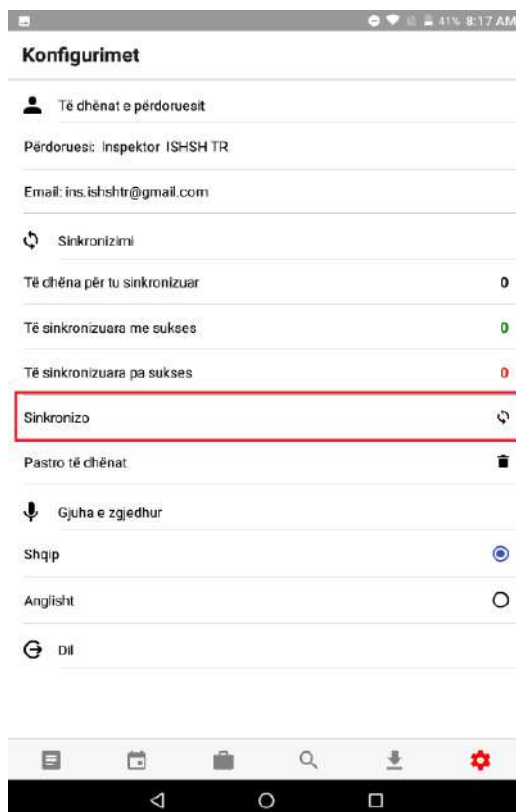 41% 8:17 AM
Konfigurimet
Të dhënat e përdoruesit
Përdoruesi: Inspektor ISHSH TR
Email: ins.ishshtr@gmail.com
Sinkronizimi
Të dhëna për tu sinkronizuar 0
Të sinkronizuara me sukses 0
Të sinkronizuara pa sukses 0
Sinkronizo
Pastro të dhënat
Gjuha e zgjedhur
Shqip
Anglisht
Dil